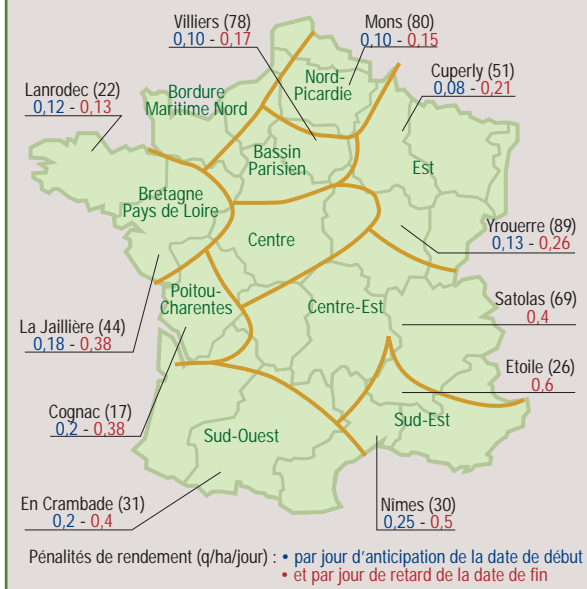 Villiers (78)
0,10 - 0,17
Mons (80)
0,10 - 0,15
Cuperly (51)
0,08 - 0,21
Lanrodec (22)
0,12 - 0,13
Nord-
Picardie
Bordure
Maritime Nord
Bassin
Parisien
Est
Bretagne
Pays de Loire
Centre
Yrouerre (89)
0,13 - 0,26
Poitou-
Charentes
Centre-Est
Satolas (69)
0,4
La Jaillière (44)
0,18 - 0,38
Etoile (26)
0,6
Cognac (17)
0,2 - 0,38
Sud-Ouest
Sud-Est
En Crambade (31)
0,2 - 0,4
Nîmes (30)
0,25 - 0,5
Pénalités de rendement (q/ha/jour) : • par jour d'anticipation de la date de début
• et par jour de retard de la date de fin